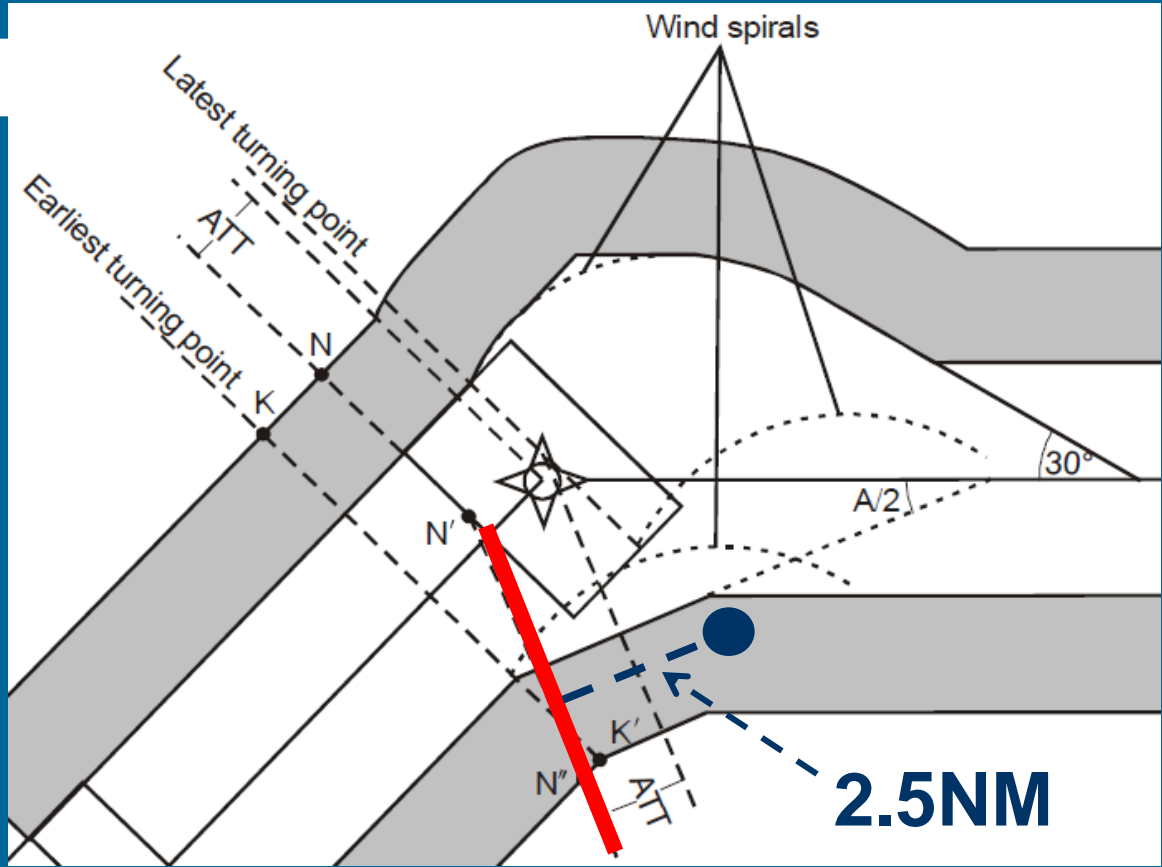 Wind spirals
Latest turning point
ATT
Earliest turning point
N
K
30°
A/2
N′
K′
N″
ATT
2.5NM